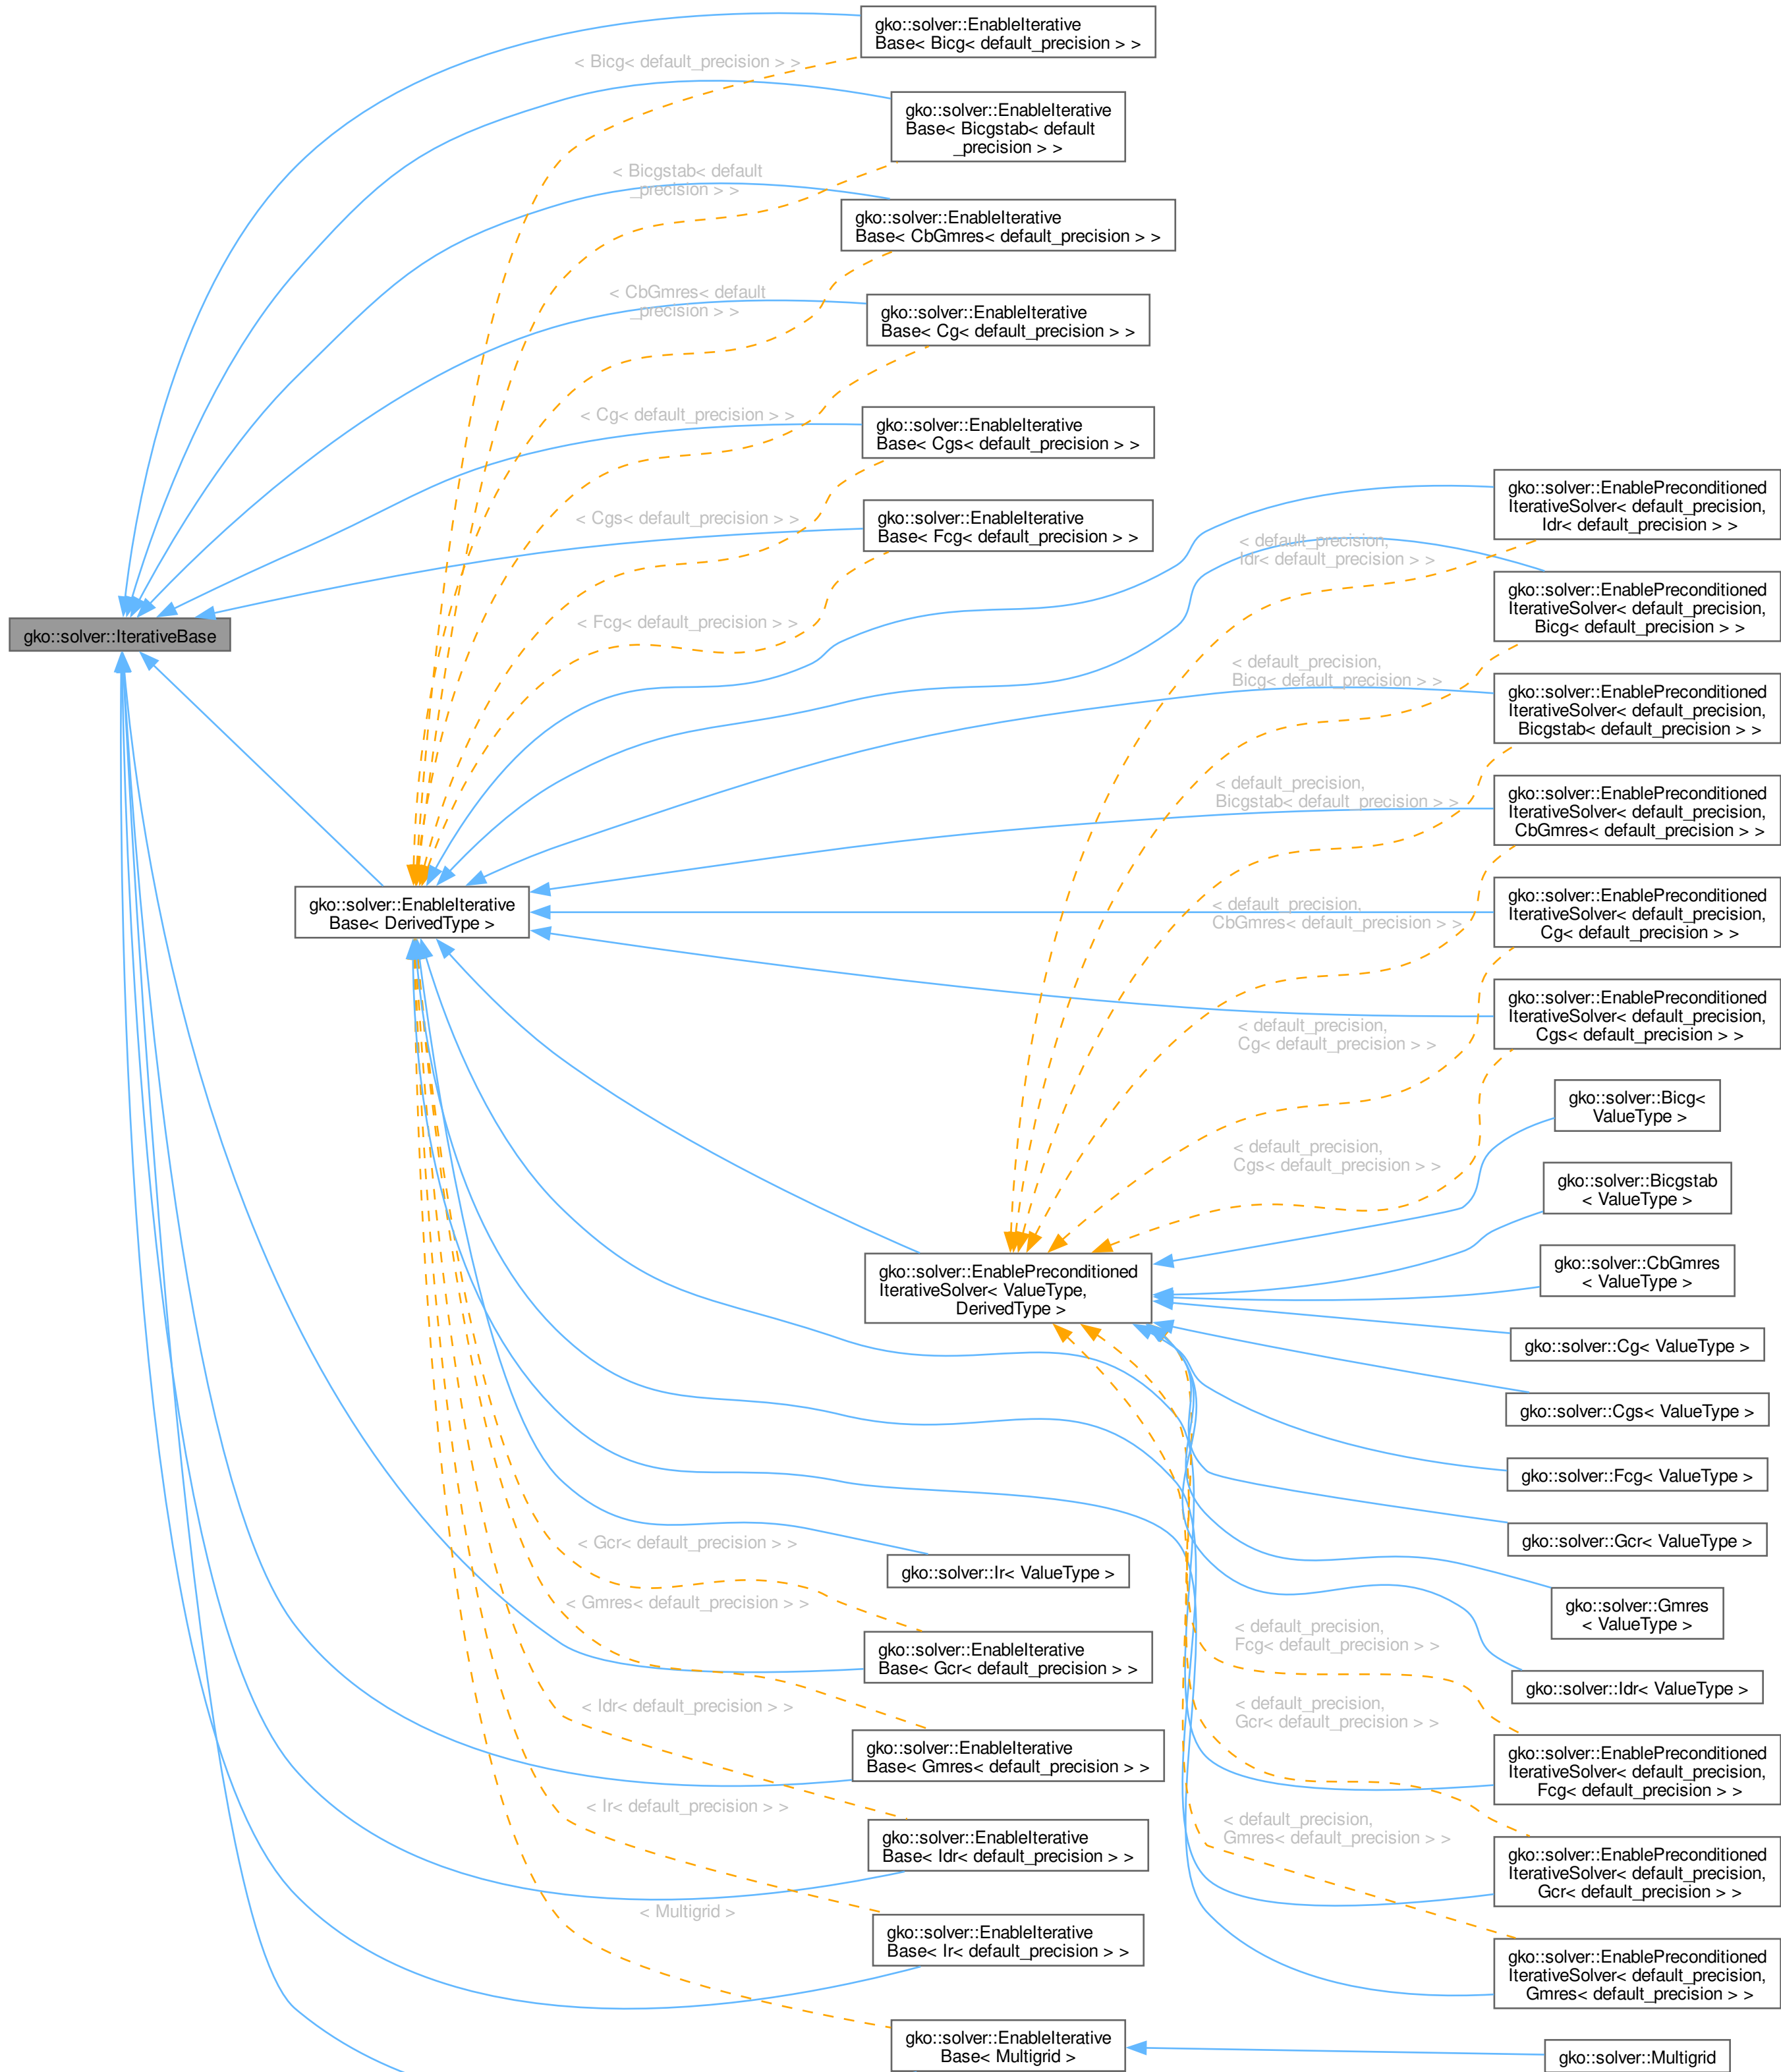 gko::solver::EnableIterative
Base< Bicg< default_precision > >
< Bicg< default_precision > >
gko::solver::EnableIterative
Base< Bicgstab< default
_precision > >
< Bicgstab< default
_precision > >
gko::solver::EnableIterative
Base< CbGmres< default_precision > >
< CbGmres< default
_precision > >
gko::solver::EnableIterative
Base< Cg< default_precision > >
< Cg< default_precision > >
gko::solver::EnableIterative
Base< Cgs< default_precision > >
< Cgs< default_precision > >
gko::solver::EnableIterative
Base< Fcg< default_precision > >
< Fcg< default_precision > >
gko::solver::IterativeBase
gko::solver::EnableIterative
Base< DerivedType >
gko::solver::EnablePreconditioned
IterativeSolver< default_precision,
Idr< default_precision > >
< default_precision,
Idr< default_precision > >
gko::solver::EnablePreconditioned
IterativeSolver< default_precision,
Bicg< default_precision > >
< default_precision,
Bicg< default_precision > >
gko::solver::EnablePreconditioned
IterativeSolver< default_precision,
Bicgstab< default_precision > >
< default_precision,
Bicgstab< default_precision > >
gko::solver::EnablePreconditioned
IterativeSolver< default_precision,
CbGmres< default_precision > >
< default_precision,
CbGmres< default_precision > >
gko::solver::EnablePreconditioned
IterativeSolver< default_precision,
Cg< default_precision > >
< default_precision,
Cg< default_precision > >
gko::solver::EnablePreconditioned
IterativeSolver< default_precision,
Cgs< default_precision > >
< default_precision,
Cgs< default_precision > >
gko::solver::Bicg<
ValueType >
gko::solver::Bicgstab
< ValueType >
gko::solver::EnablePreconditioned
IterativeSolver< ValueType,
DerivedType >
gko::solver::CbGmres
< ValueType >
gko::solver::Cg< ValueType >
gko::solver::Cgs< ValueType >
gko::solver::Fcg< ValueType >
gko::solver::Gcr< ValueType >
gko::solver::Gmres
< ValueType >
gko::solver::Idr< ValueType >
gko::solver::Ir< ValueType >
< Gcr< default_precision > >
< Gmres< default_precision > >
gko::solver::EnableIterative
Base< Gcr< default_precision > >
< Idr< default_precision > >
gko::solver::EnableIterative
Base< Gmres< default_precision > >
< Ir< default_precision > >
gko::solver::EnableIterative
Base< Idr< default_precision > >
< Multigrid >
gko::solver::EnableIterative
Base< Ir< default_precision > >
gko::solver::EnableIterative
Base< Multigrid >
< default_precision,
Fcg< default_precision > >
< default_precision,
Gcr< default_precision > >
gko::solver::EnablePreconditioned
IterativeSolver< default_precision,
Fcg< default_precision > >
< default_precision,
Gmres< default_precision > >
gko::solver::EnablePreconditioned
IterativeSolver< default_precision,
Gcr< default_precision > >
gko::solver::EnablePreconditioned
IterativeSolver< default_precision,
Gmres< default_precision > >
gko::solver::Multigrid